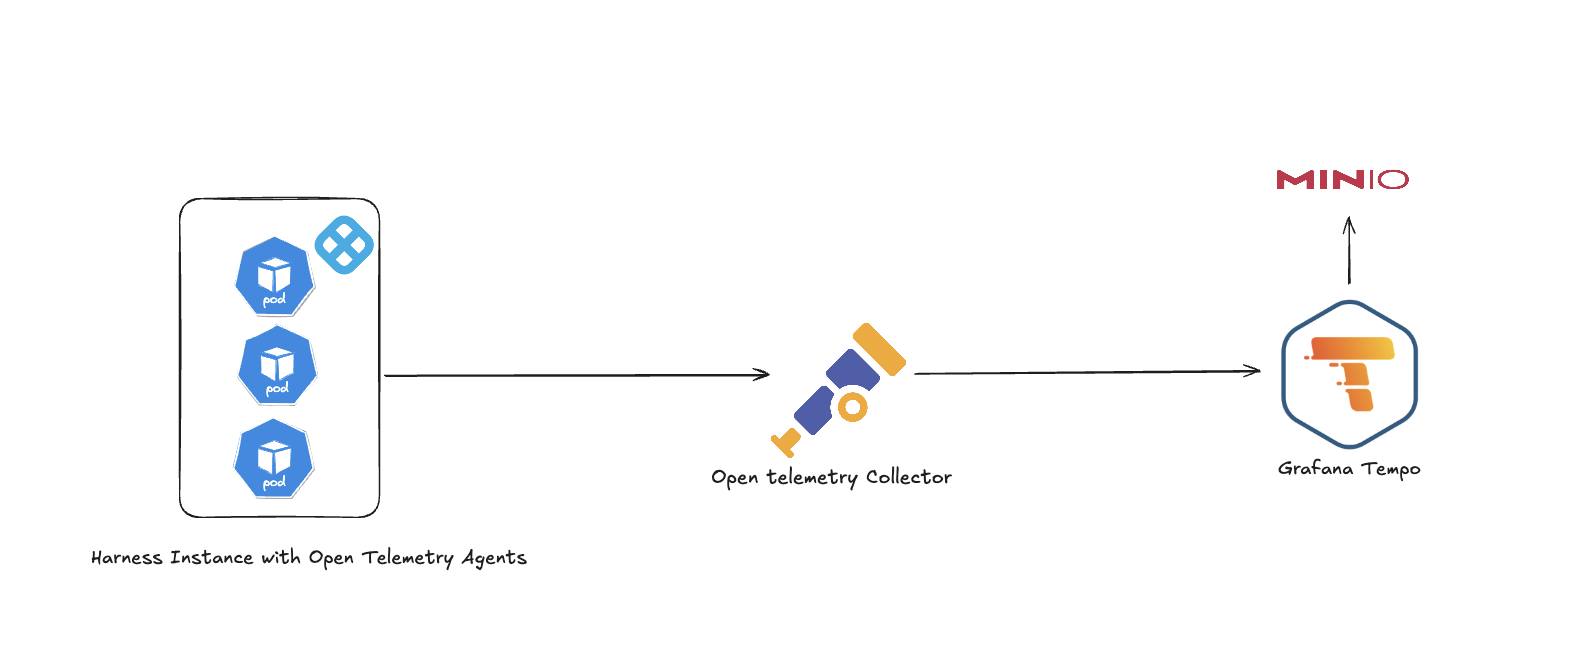 MINIO
pod
pod
pod
Open telemetry Collector
Grafana Tempo
Harness Instance with Open Telemetry Agents